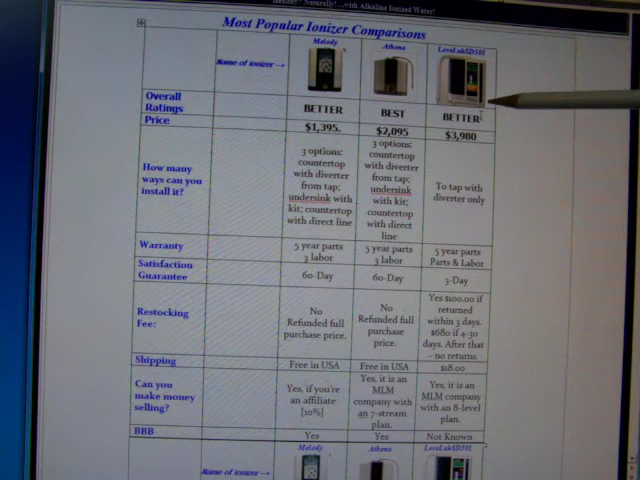 Healthy "Naturally!...with Alkaline Ionized Water!
Most Popular Ionizer Comparisons
Name of ionizer → Melody Athena LeveLukSD501
Overall Ratings BETTER BEST BETTER
Price $1,395. $2,095 $3,980
How many ways can you install it?
3 options: countertop with diverter from tap; undersink with kit; countertop with direct line
3 options: countertop with diverter from tap; undersink with kit; countertop with direct line
To tap with diverter only
Warranty 5 year parts 3 labor 5 year parts 3 labor 5 year parts Parts & Labor
Satisfaction Guarantee 60-Day 60-Day 3-Day
Restocking Fee:
No Refunded full purchase price.
No Refunded full purchase price.
Yes $100.00 if returned within 3 days. $680 if 4-30 days. After that – no returns.
Shipping Free in USA Free in USA $18.00
Can you make money selling?
Yes, if you're an affiliate [10%]
Yes, it is an MLM company with an 7-stream plan.
Yes, it is an MLM company with an 8-level plan.
BBB Yes Yes Not Known
Name of ionizer → Melody Athena LeveLukSD501